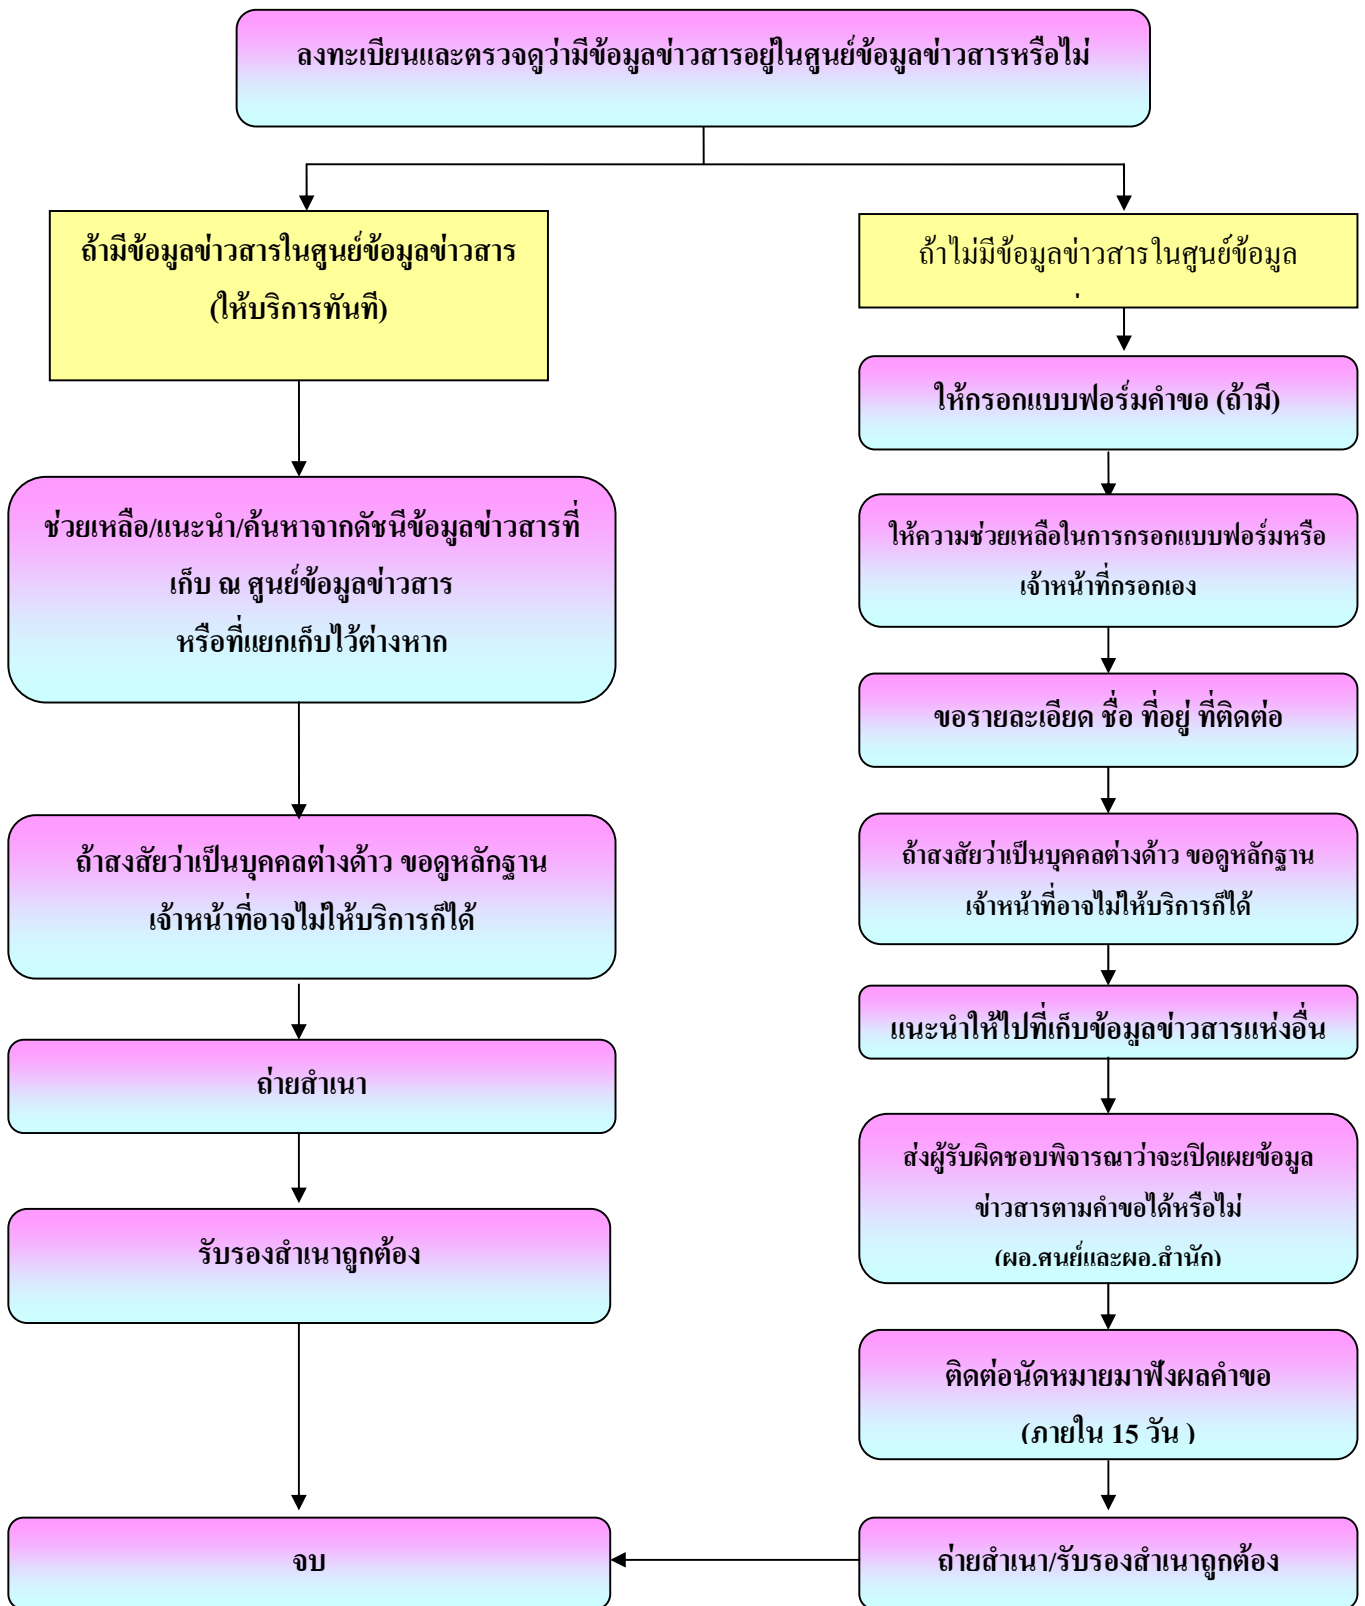 ลงทะเบียนและตรวจดูว่ามีข้อมูลข่าวสารอยู่ในศูนย์ข้อมูลข่าวสารหรือไม่
ถ้ามีข้อมูลข่าวสารในศูนย์ข้อมูลข่าวสาร
(ให้บริการทันที)
ช่วยเหลือ/แนะนำ/ค้นหาจากดัชนีข้อมูลข่าวสารที่
เก็บ ณ ศูนย์ข้อมูลข่าวสาร
หรือที่แยกเก็บไว้ต่างหาก
ถ้าสงสัยว่าเป็นบุคคลต่างด้าว ขอดูหลักฐาน
เจ้าหน้าที่อาจไม่ให้บริการก็ได้
ถ่ายสำเนา
รับรองสำเนาถูกต้อง
จบ
ถ้าไม่มีข้อมูลข่าวสารในศูนย์ข้อมูล
ให้กรอกแบบฟอร์มคำขอ (ถ้ามี)
ให้ความช่วยเหลือในการกรอกแบบฟอร์มหรือ
เจ้าหน้าที่กรอกเอง
ขอรายละเอียด ชื่อ ที่อยู่ ที่ติดต่อ
ถ้าสงสัยว่าเป็นบุคคลต่างด้าว ขอดูหลักฐาน
เจ้าหน้าที่อาจไม่ให้บริการก็ได้
แนะนำให้ไปที่เก็บข้อมูลข่าวสารแห่งอื่น
ส่งผู้รับผิดชอบพิจารณาว่าจะเปิดเผยข้อมูล
ข่าวสารตามคำขอได้หรือไม่
(ผอ.ศูนย์และผอ.สำนัก)
ติดต่อนัดหมายมาฟังผลคำขอ
(ภายใน 15 วัน )
ถ่ายสำเนา/รับรองสำเนาถูกต้อง